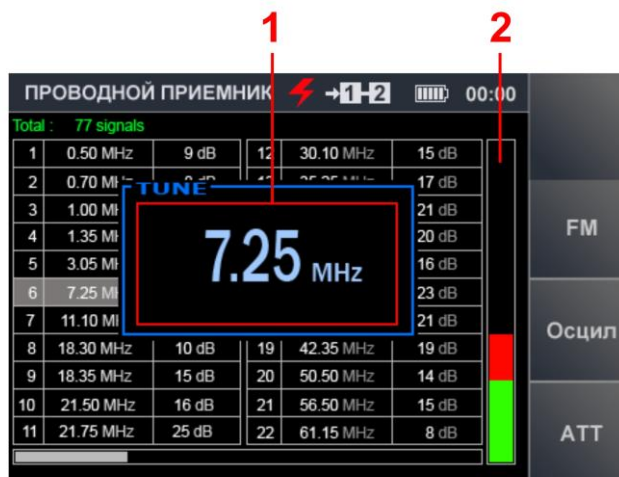 1 2
ПРОВОДНОЙ ПРИЕМНИК →1-2 00:00
Total : 77 signals
1 0.50 MHz 9 dB 12 30.10 MHz 15 dB
2 0.70 17 dB
3 1.00 21 dB
4 1.35 20 dB
5 3.05 16 dB
6 7.25 23 dB
7 11.10 21 dB
8 18.30 MHz 10 dB 19 42.35 MHz 19 dB
9 18.35 MHz 15 dB 20 50.50 MHz 14 dB
10 21.50 MHz 16 dB 21 56.50 MHz 15 dB
11 21.75 MHz 25 dB 22 61.15 MHz 8 dB
TUNE
7.25 MHz
FM
Осцил
АТТ